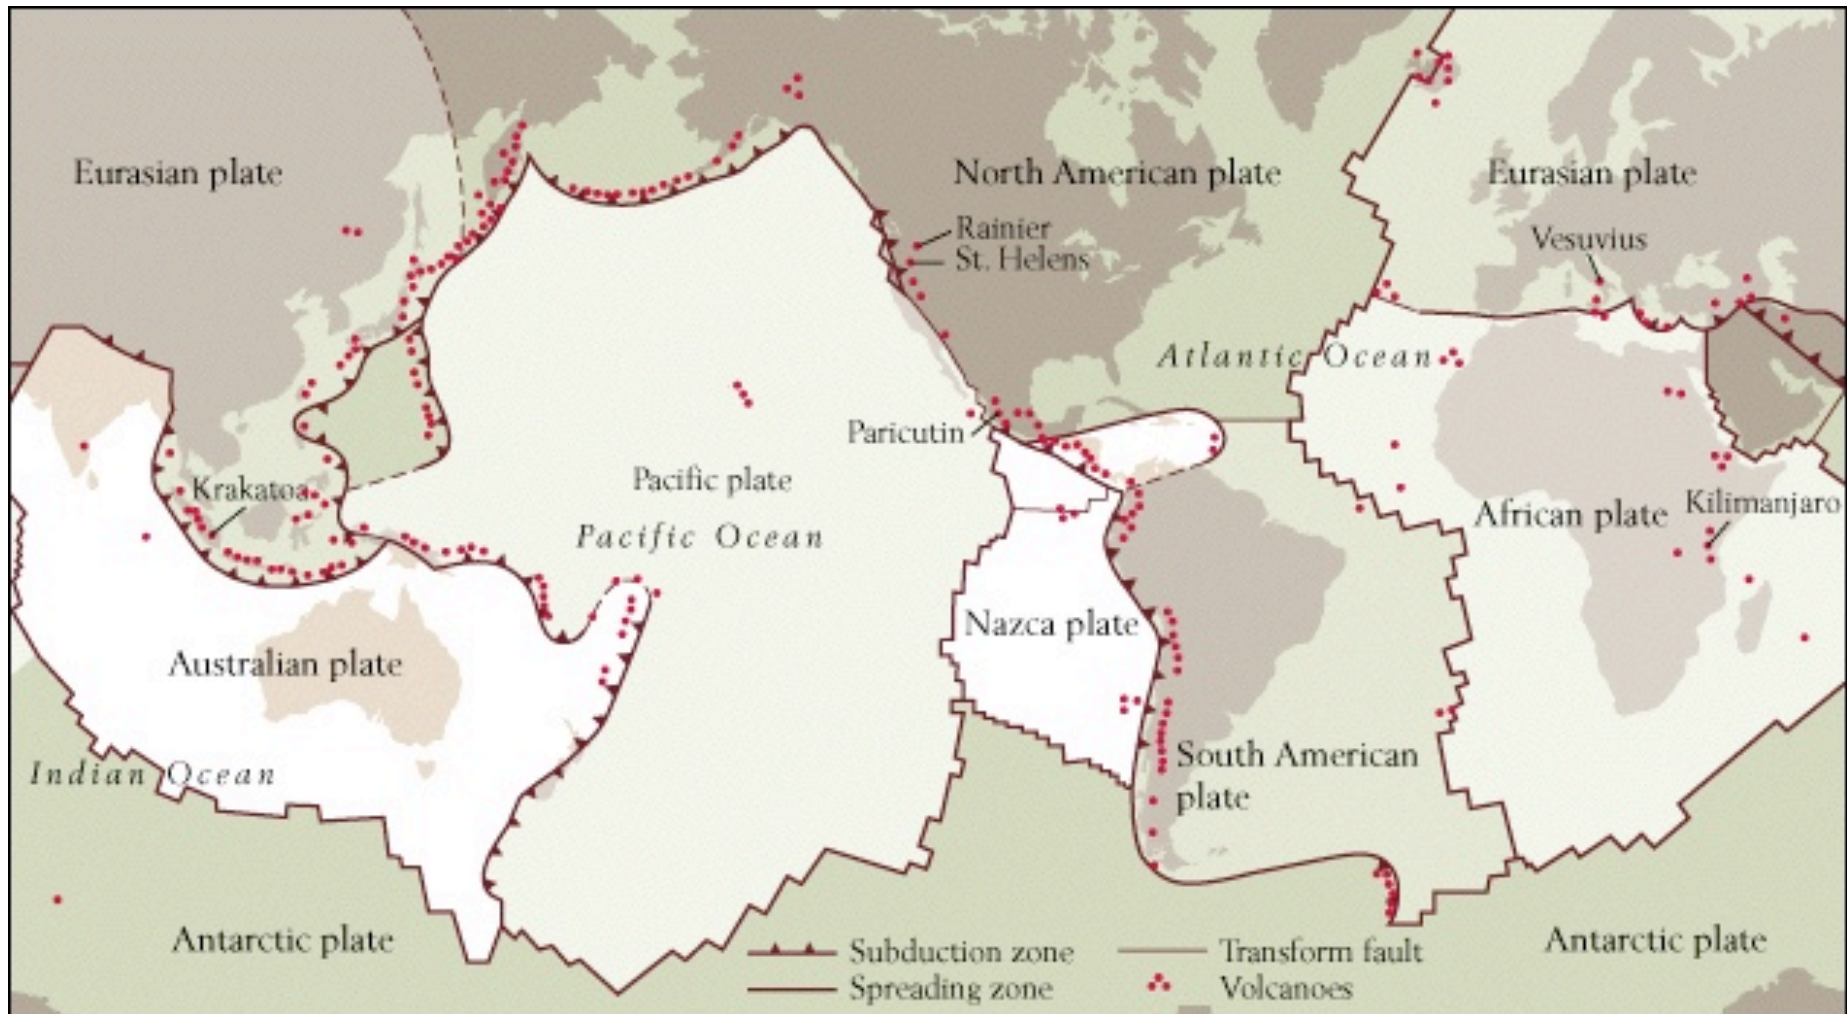 Eurasian plate
North American plate
Eurasian plate
Rainier
St. Helens
Vesuvius
Atlantic Ocean
Paricutin
Krakatoa
Pacific plate
Pacific Ocean
African plate
Kilimanjaro
Nazca plate
Australian plate
South American
plate
Indian Ocean
Antarctic plate
Antarctic plate
Subduction zone
Transform fault
Spreading zone
Volcanoes